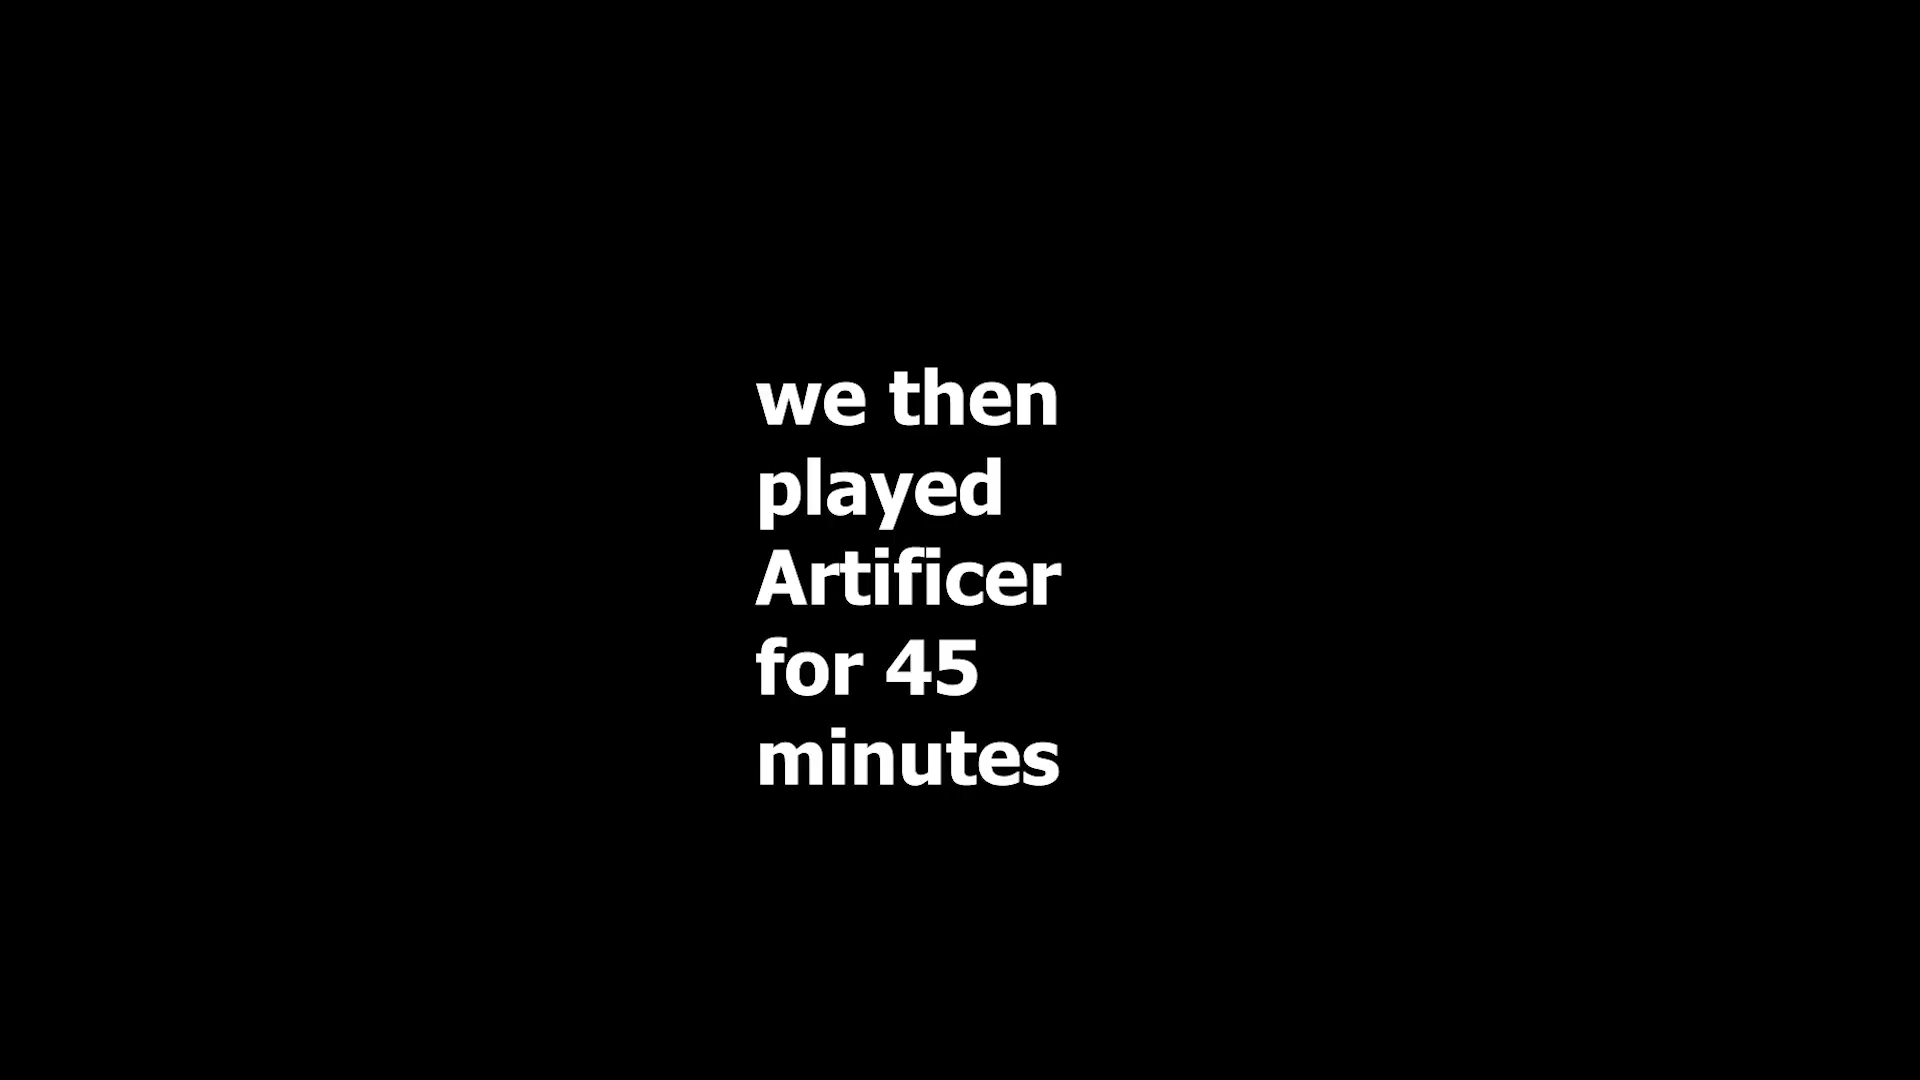 we then
played
Artificer
for 45
minutes